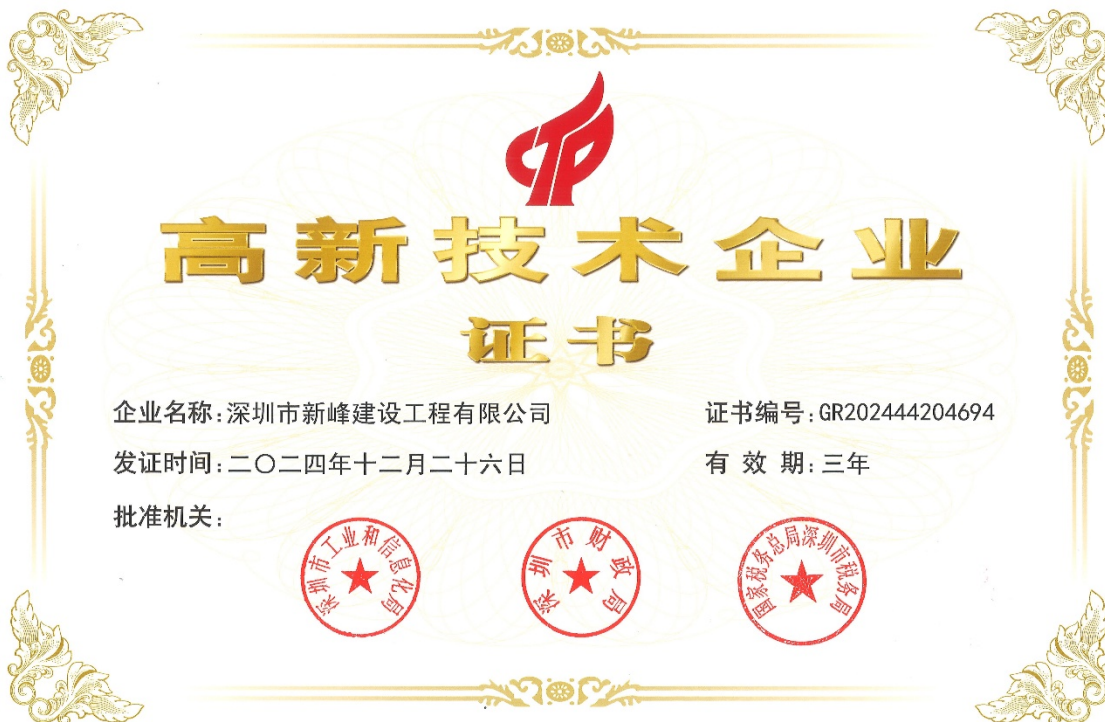 高新技术企业
证书
企业名称:深圳市新峰建设工程有限公司
证书编号:GR202444204694
发证时间:二〇二四年十二月二十六日
有效期:三年
批准机关:
深圳市工业和信息化局
深圳市财政局
国家税务总局深圳市税务局